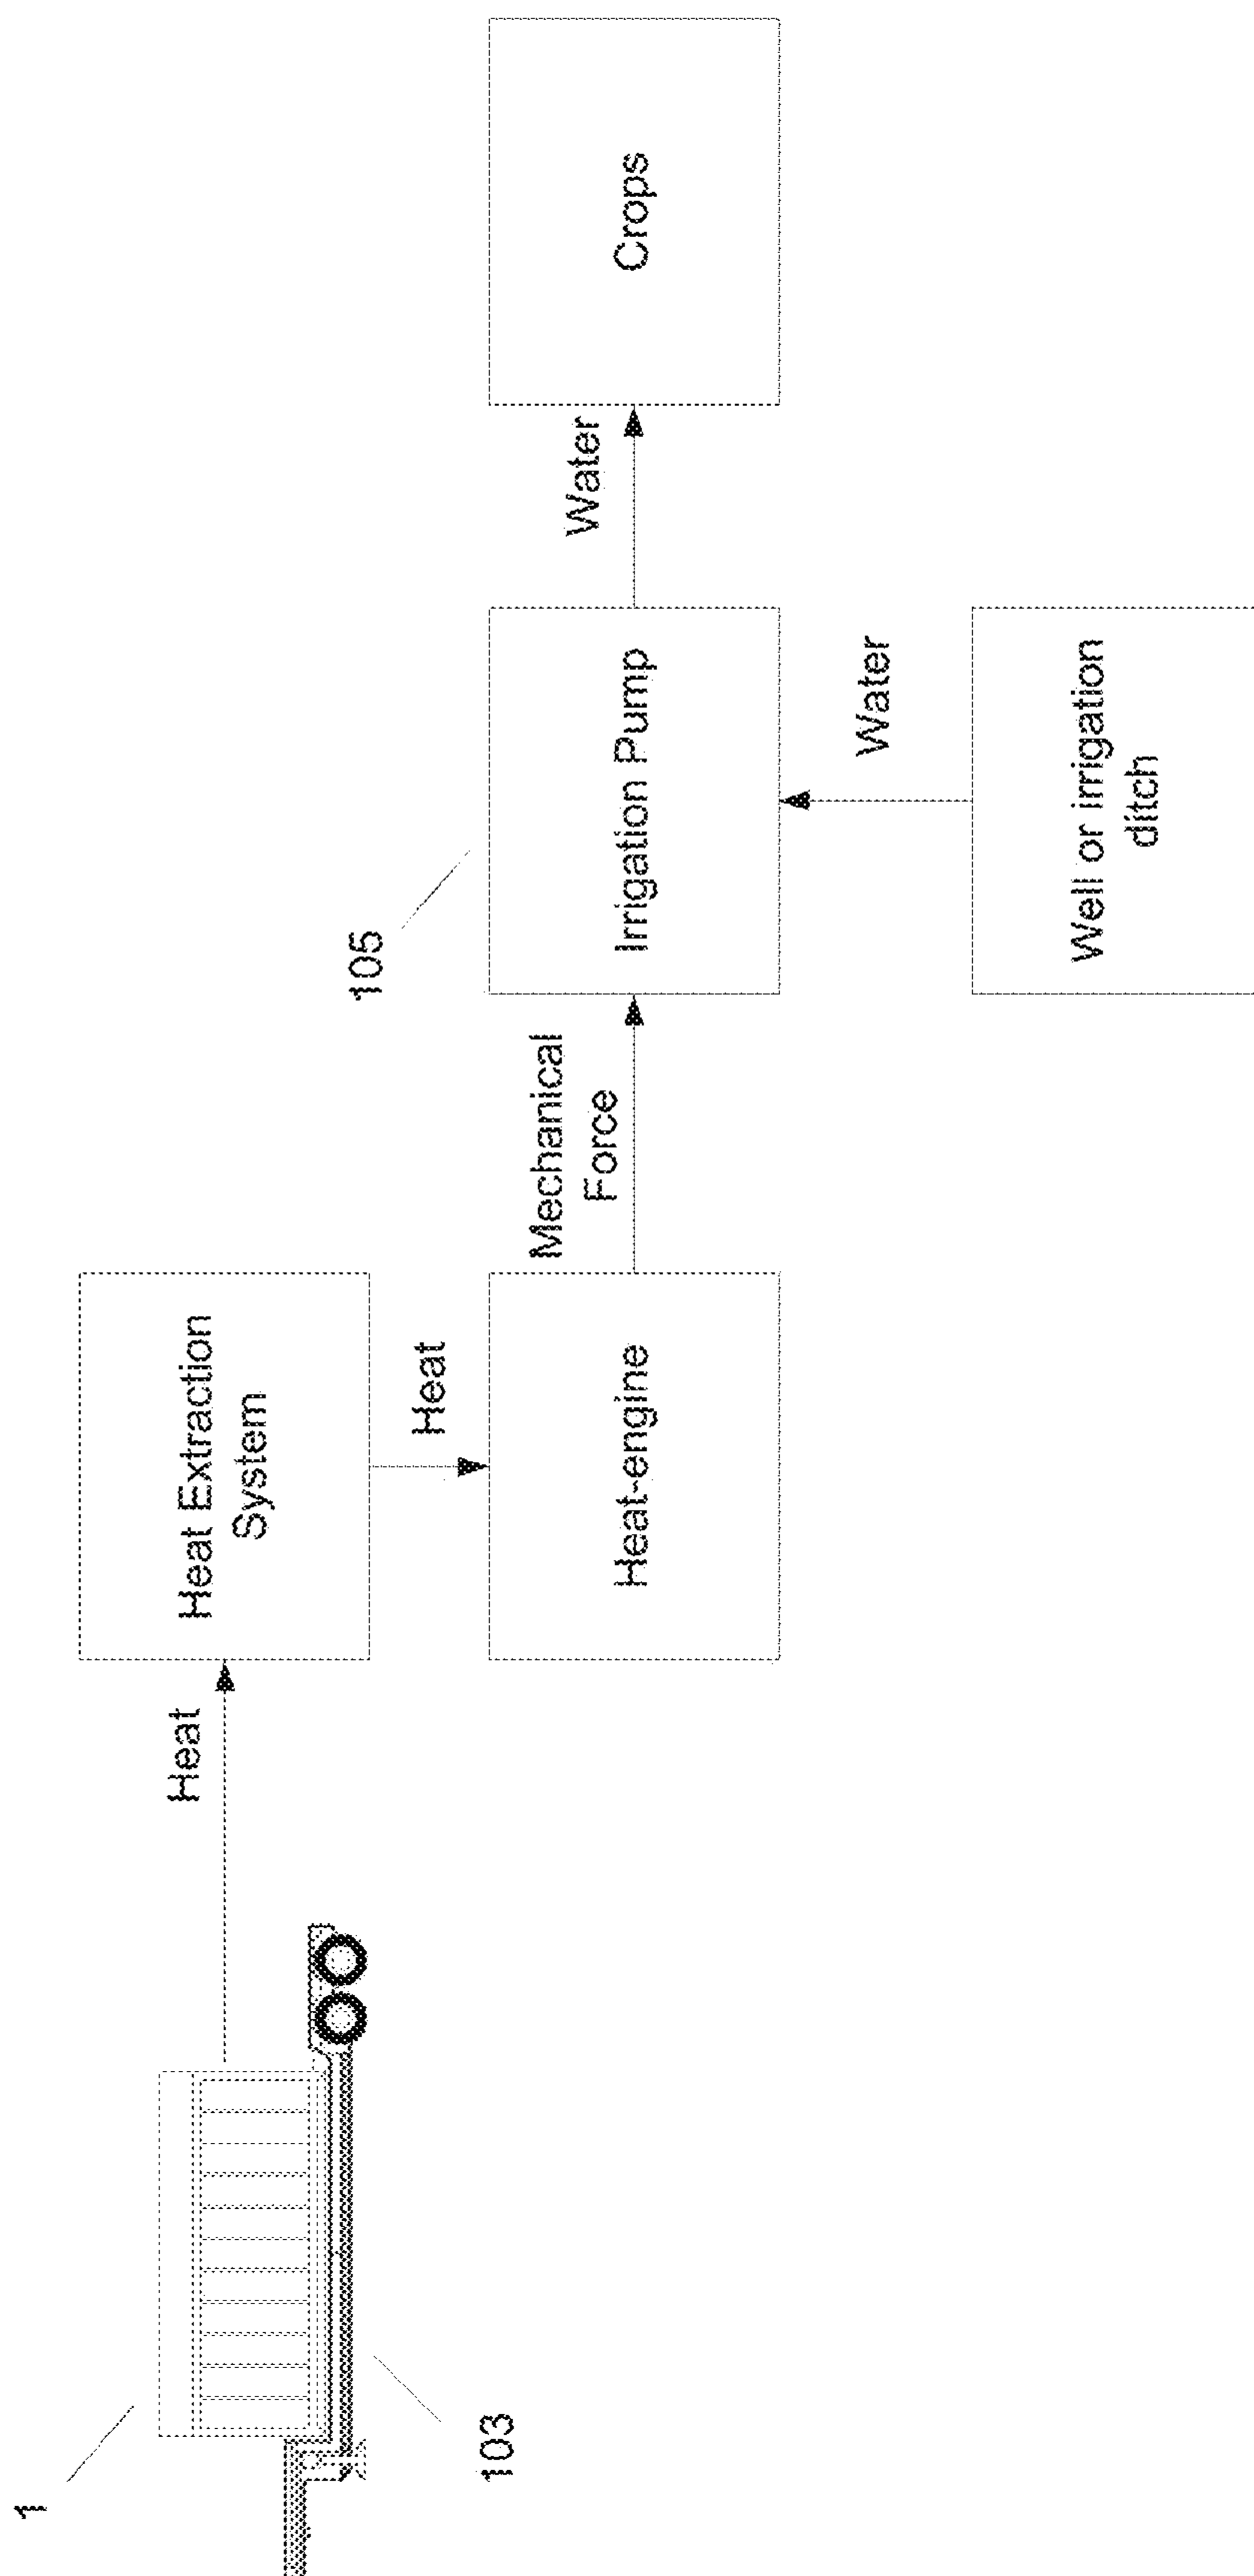 1
103
Heat
Heat Extraction
System
Heat
Heat-engine
Mechanical
Force
105
Irrigation Pump
Water
Well or irrigation
ditch
Water
Crops